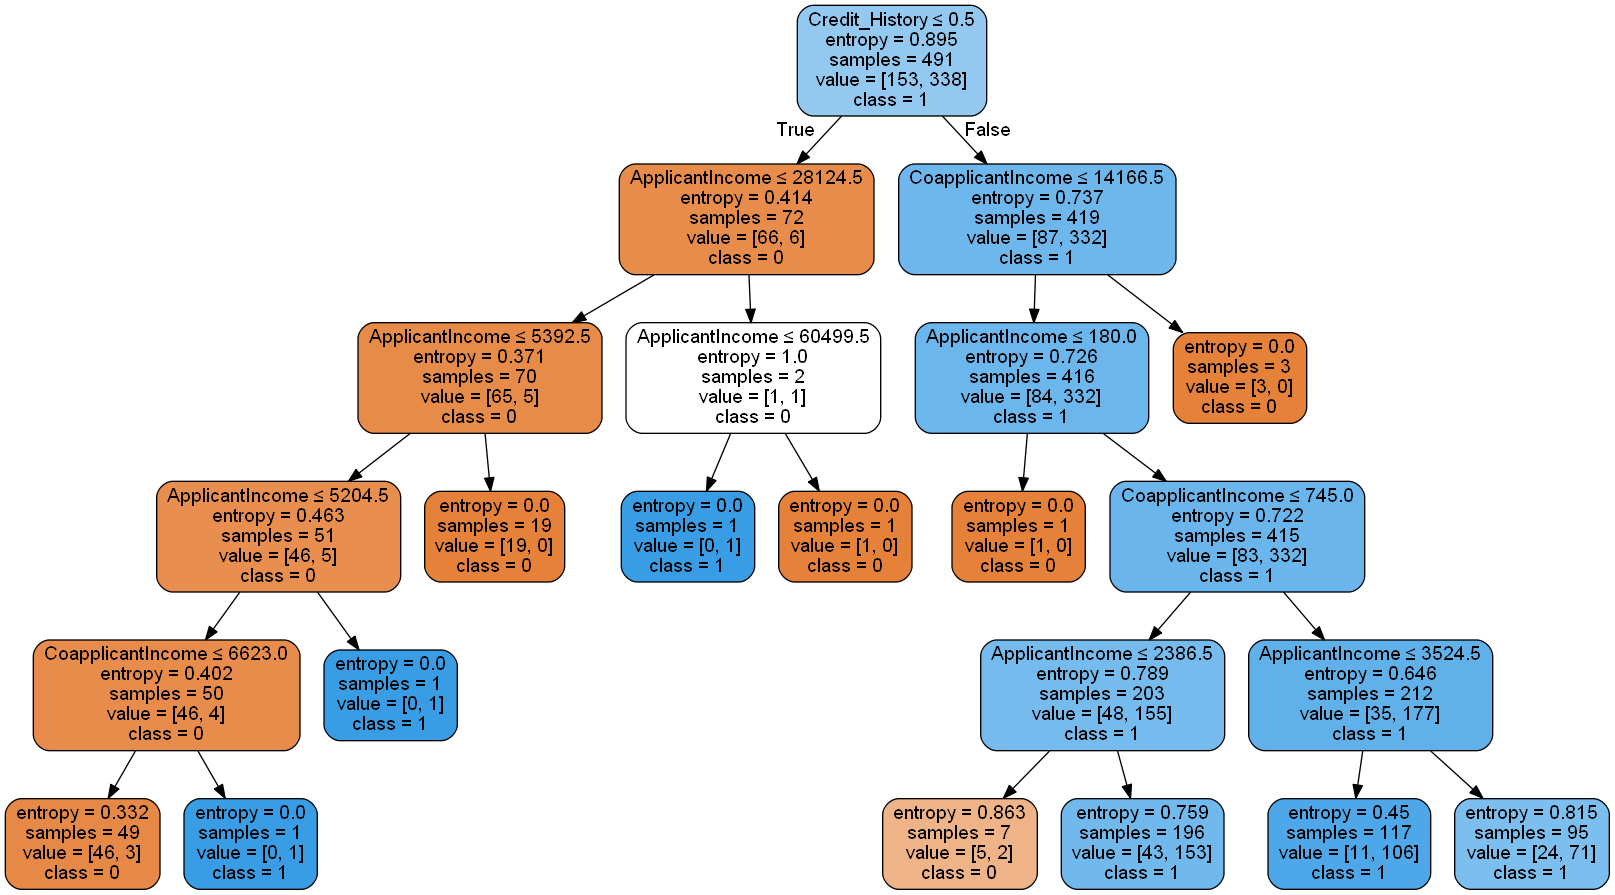 Credit_History ≤ 0.5
entropy = 0.895
samples = 491
value = [153, 338]
class = 1
True
False
ApplicantIncome ≤ 28124.5
entropy = 0.414
samples = 72
value = [66, 6]
class = 0
CoapplicantIncome ≤ 14166.5
entropy = 0.737
samples = 419
value = [87, 332]
class = 1
ApplicantIncome ≤ 5392.5
entropy = 0.371
samples = 70
value = [65, 5]
class = 0
ApplicantIncome ≤ 60499.5
entropy = 1.0
samples = 2
value = [1, 1]
class = 0
ApplicantIncome ≤ 180.0
entropy = 0.726
samples = 416
value = [84, 332]
class = 1
entropy = 0.0
samples = 3
value = [3, 0]
class = 0
ApplicantIncome ≤ 5204.5
entropy = 0.463
samples = 51
value = [46, 5]
class = 0
entropy = 0.0
samples = 19
value = [19, 0]
class = 0
entropy = 0.0
samples = 1
value = [0, 1]
class = 1
entropy = 0.0
samples = 1
value = [1, 0]
class = 0
entropy = 0.0
samples = 1
value = [1, 0]
class = 0
CoapplicantIncome ≤ 745.0
entropy = 0.722
samples = 415
value = [83, 332]
class = 1
CoapplicantIncome ≤ 6623.0
entropy = 0.402
samples = 50
value = [46, 4]
class = 0
entropy = 0.0
samples = 1
value = [0, 1]
class = 1
ApplicantIncome ≤ 2386.5
entropy = 0.789
samples = 203
value = [48, 155]
class = 1
ApplicantIncome ≤ 3524.5
entropy = 0.646
samples = 212
value = [35, 177]
class = 1
entropy = 0.332
samples = 49
value = [46, 3]
class = 0
entropy = 0.0
samples = 1
value = [0, 1]
class = 1
entropy = 0.863
samples = 7
value = [5, 2]
class = 0
entropy = 0.759
samples = 196
value = [43, 153]
class = 1
entropy = 0.45
samples = 117
value = [11, 106]
class = 1
entropy = 0.815
samples = 95
value = [24, 71]
class = 1